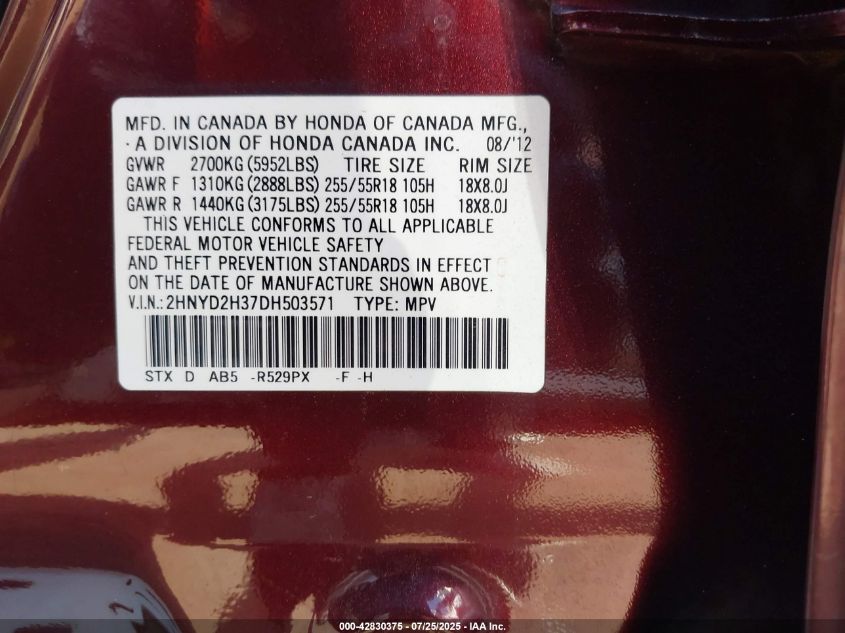 MFD. IN CANADA BY HONDA OF CANADA MFG.,
· A DIVISION OF HONDA CANADA INC. 08/'12
GVWR 2700KG (5952LBS) TIRE SIZE RIM SIZE
GAWR F 1310KG (2888LBS) 255/55R18 105H 18X8.0J
GAWR R 1440KG (3175LBS) 255/55R18 105H 18X8.0J
THIS VEHICLE CONFORMS TO ALL APPLICABLE
FEDERAL MOTOR VEHICLE SAFETY
AND THEFT PREVENTION STANDARDS IN EFFECT
ON THE DATE OF MANUFACTURE SHOWN ABOVE.
V.I.N.: 2HNYD2H37DH503571 TYPE: MPV
STX D AB5 -R529PX -F -H
000-42830375 - 07/25/2025 - IAA Inc.